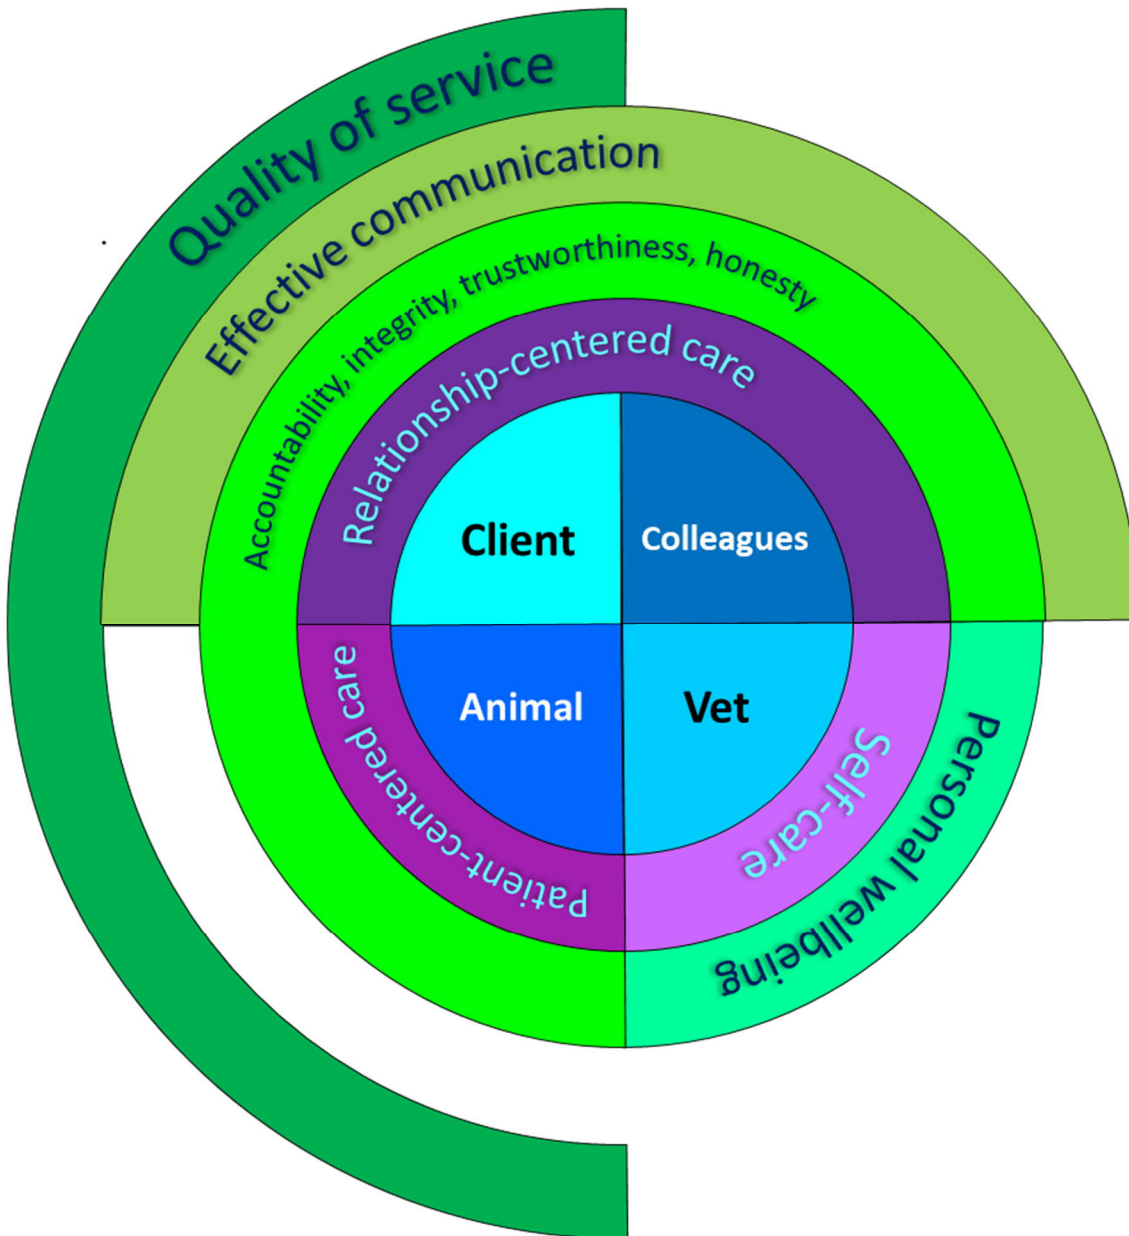 Quality of service
Effective communication
Accountability, integrity, trustworthiness, honesty
Relationship-centered care
Client
Colleagues
Animal
Vet
Patient-centered care
Self-care
Personal wellbeing